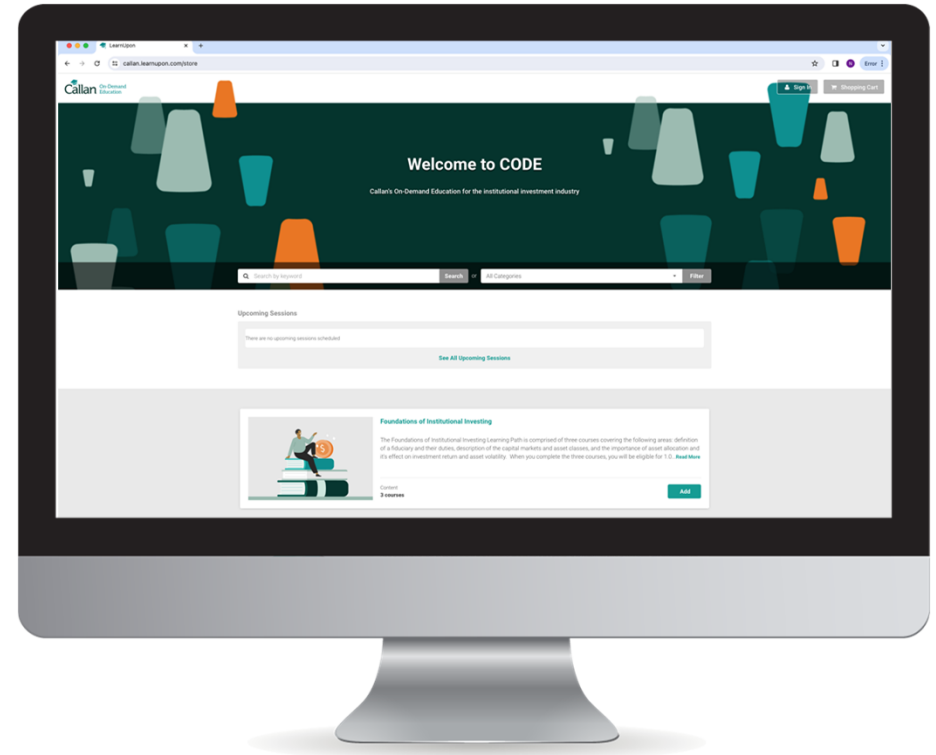 LearnUpon
callan.learnupon.com/store
Error
Callan On-Demand
Education
Sign In
Shopping Cart
Welcome to CODE
Callan's On-Demand Education for the institutional investment industry
Search by keyword
Search
or
All Categories
Filter
Upcoming Sessions
There are no upcoming sessions scheduled
See All Upcoming Sessions
Foundations of Institutional Investing
The Foundations of Institutional Investing Learning Path is comprised of three courses covering the following areas: definition
of a fiduciary and their duties, description of the capital markets and asset classes, and the importance of asset allocation and
it's effect on investment return and asset volatility. When you complete the three courses, you will be eligible for 1.0.. Read More
Content
3 courses
Add